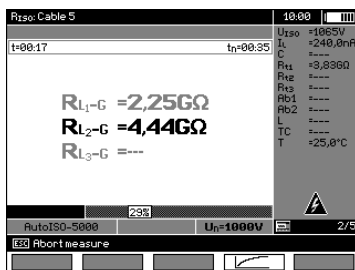 RISO: Cable 5
10:00
t=00:17
tn=00:35
UISO =1065V
IL =240,0nA
C =---
Rt1 =3,83GΩ
Rt2 =---
Rt3 =---
Ab1 =---
Ab2 =---
L =---
TC =---
T =25,0°C
RL1-G =2,25GΩ
RL2-G =4,44GΩ
RL3-G =---
29%
AutoISO-5000
Un=1000V
2/5
ESC Abort measure